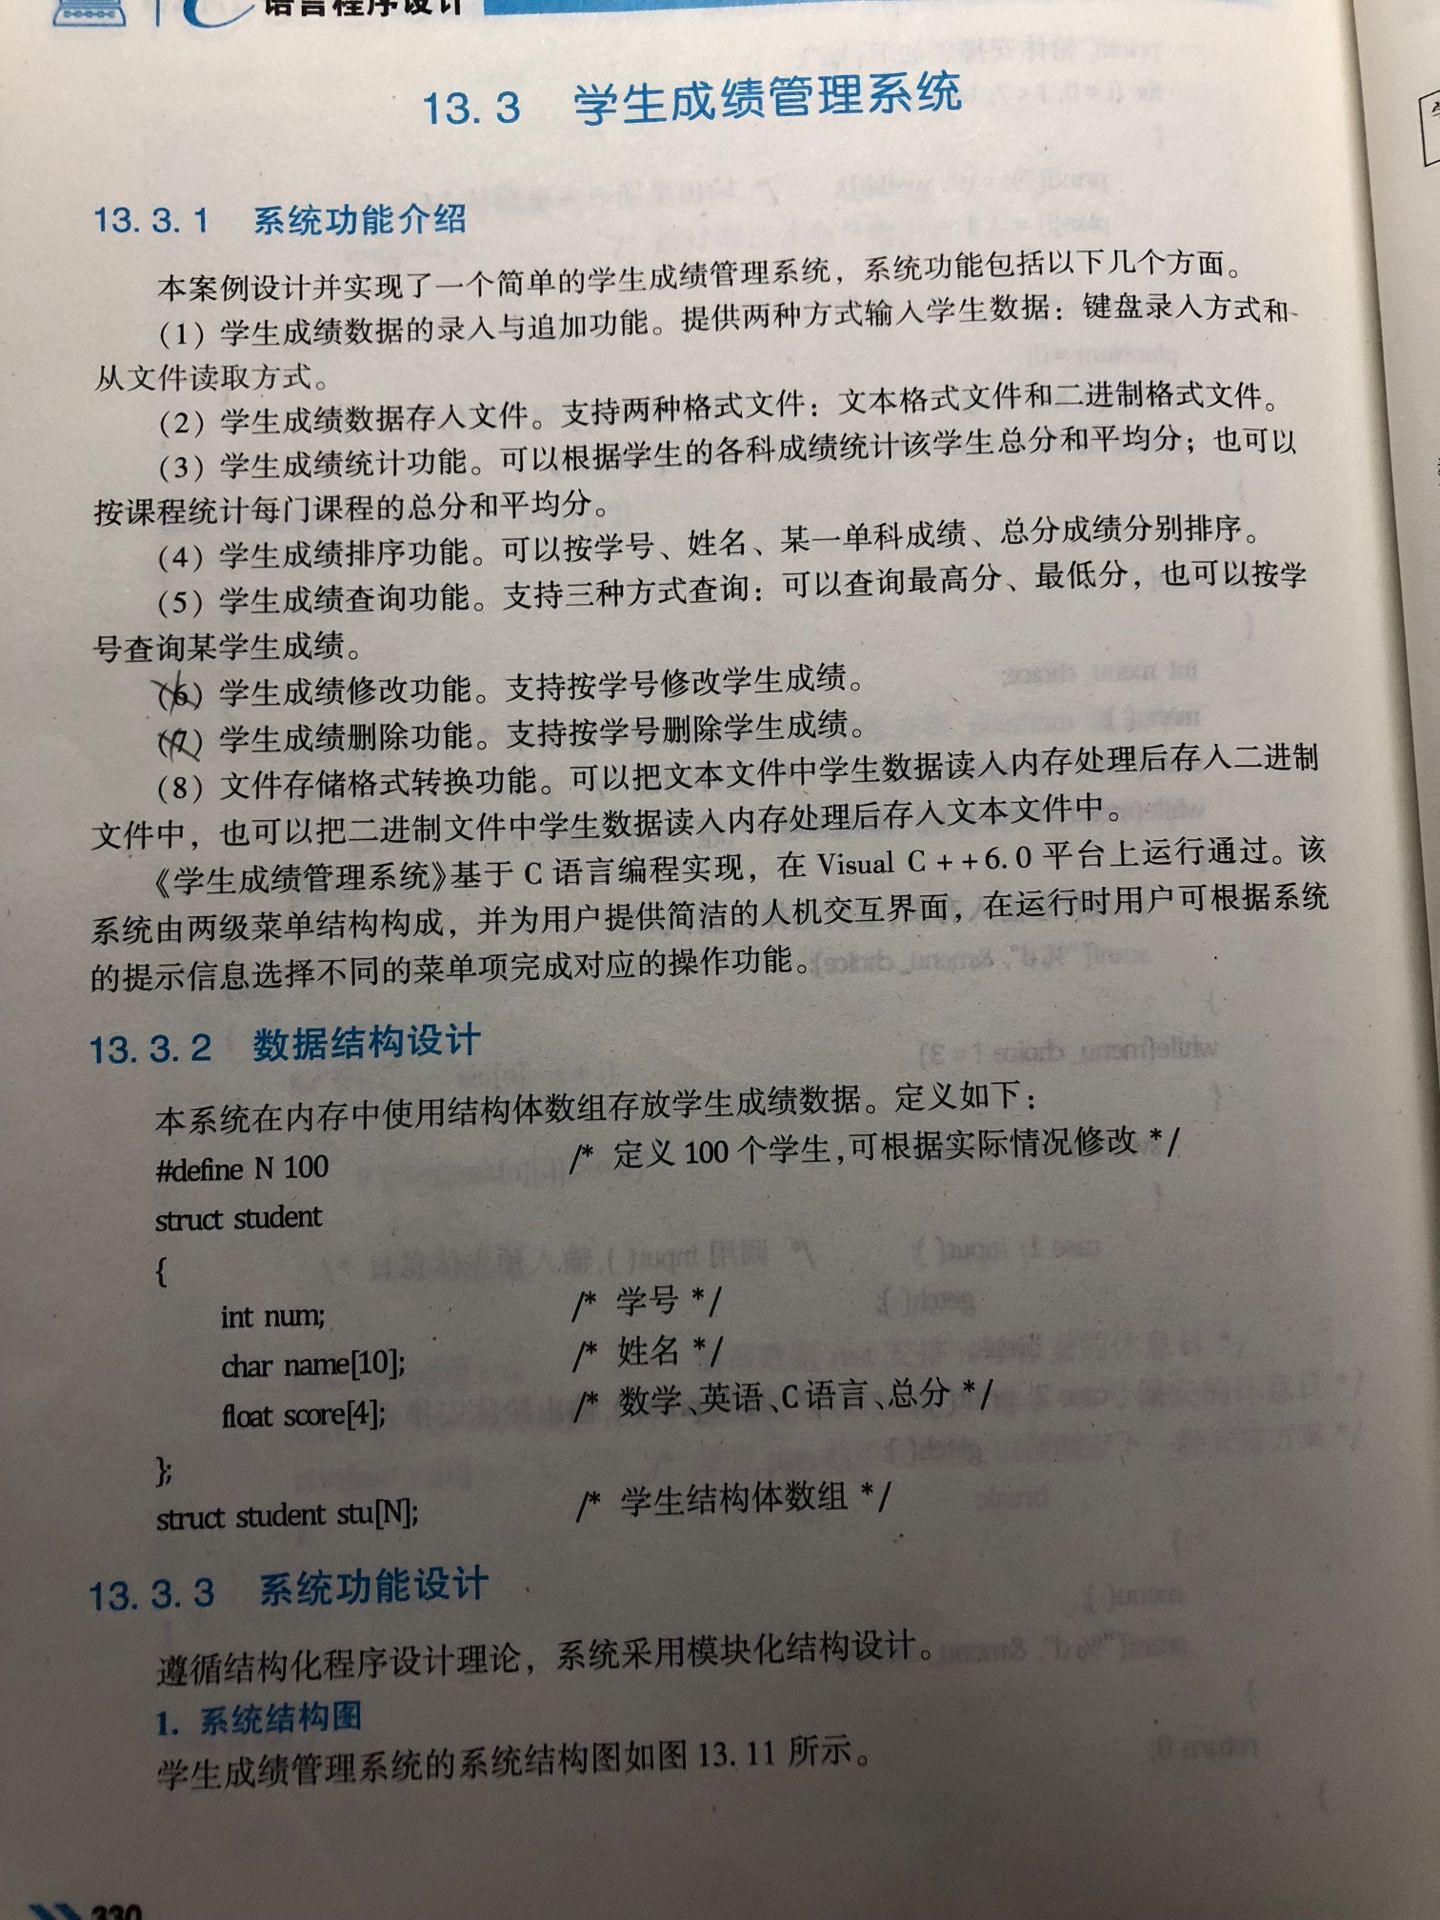 语言程序设计
13.3 学生成绩管理系统
13.3.1 系统功能介绍
本案例设计并实现了一个简单的学生成绩管理系统，系统功能包括以下几个方面。
(1) 学生成绩数据的录入与追加功能。提供两种方式输入学生数据：键盘录入方式和
从文件读取方式。
(2) 学生成绩数据存入文件。支持两种格式文件：文本格式文件和二进制格式文件。
(3) 学生成绩统计功能。可以根据学生的各科成绩统计该学生总分和平均分；也可以
按课程统计每门课程的总分和平均分。
(4) 学生成绩排序功能。可以按学号、姓名、某一单科成绩、总分成绩分别排序。
(5) 学生成绩查询功能。支持三种方式查询：可以查询最高分、最低分，也可以按学
号查询某学生成绩。
(6) 学生成绩修改功能。支持按学号修改学生成绩。
(7) 学生成绩删除功能。支持按学号删除学生成绩。
(8) 文件存储格式转换功能。可以把文本文件中学生数据读入内存处理后存入二进制
文件中，也可以把二进制文件中学生数据读入内存处理后存入文本文件中。
《学生成绩管理系统》基于 C 语言编程实现，在 Visual C ++6.0 平台上运行通过。该
系统由两级菜单结构构成，并为用户提供简洁的人机交互界面，在运行时用户可根据系统
的提示信息选择不同的菜单项完成对应的操作功能。
13.3.2 数据结构设计
本系统在内存中使用结构体数组存放学生成绩数据。定义如下：
#define N 100 /* 定义 100 个学生,可根据实际情况修改 */
struct student
{
int num; /* 学号 */
char name[10]; /* 姓名 */
float score[4]; /* 数学、英语、C 语言、总分 */
};
struct student stu[N]; /* 学生结构体数组 */
13.3.3 系统功能设计
遵循结构化程序设计理论，系统采用模块化结构设计。
1. 系统结构图
学生成绩管理系统的系统结构图如图 13.11 所示。
330